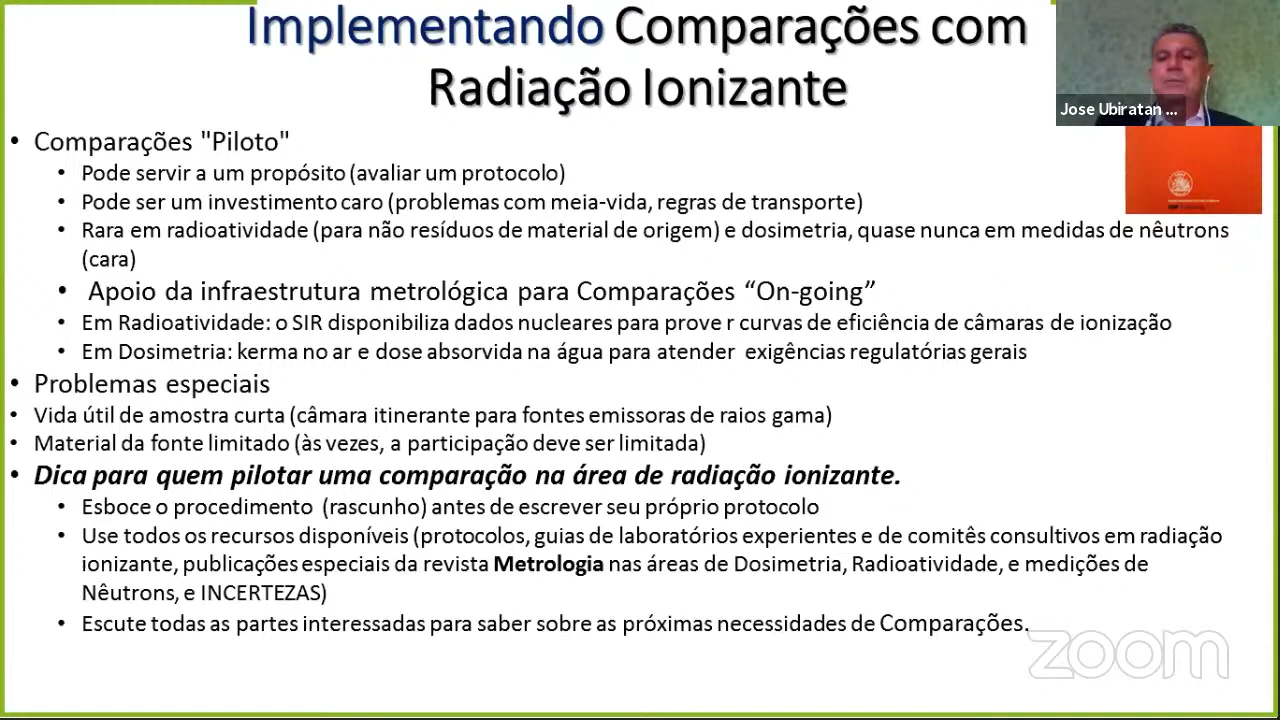 Implementando Comparações com
Radiação Ionizante
Jose Ubiratan ...
• Comparações "Piloto"
• Pode servir a um propósito (avaliar um protocolo)
• Pode ser um investimento caro (problemas com meia-vida, regras de transporte)
• Rara em radioatividade (para não resíduos de material de origem) e dosimetria, quase nunca em medidas de nêutrons
(cara)
• Apoio da infraestrutura metrológica para Comparações “On-going”
• Em Radioatividade: o SIR disponibiliza dados nucleares para prove r curvas de eficiência de câmaras de ionização
• Em Dosimetria: kerma no ar e dose absorvida na água para atender exigências regulatórias gerais
• Problemas especiais
• Vida útil de amostra curta (câmara itinerante para fontes emissoras de raios gama)
• Material da fonte limitado (às vezes, a participação deve ser limitada)
• Dica para quem pilotar uma comparação na área de radiação ionizante.
• Esboce o procedimento (rascunho) antes de escrever seu próprio protocolo
• Use todos os recursos disponíveis (protocolos, guias de laboratórios experientes e de comitês consultivos em radiação
ionizante, publicações especiais da revista Metrologia nas áreas de Dosimetria, Radioatividade, e medições de
Nêutrons, e INCERTEZAS)
• Escute todas as partes interessadas para saber sobre as próximas necessidades de Comparações.
zoom